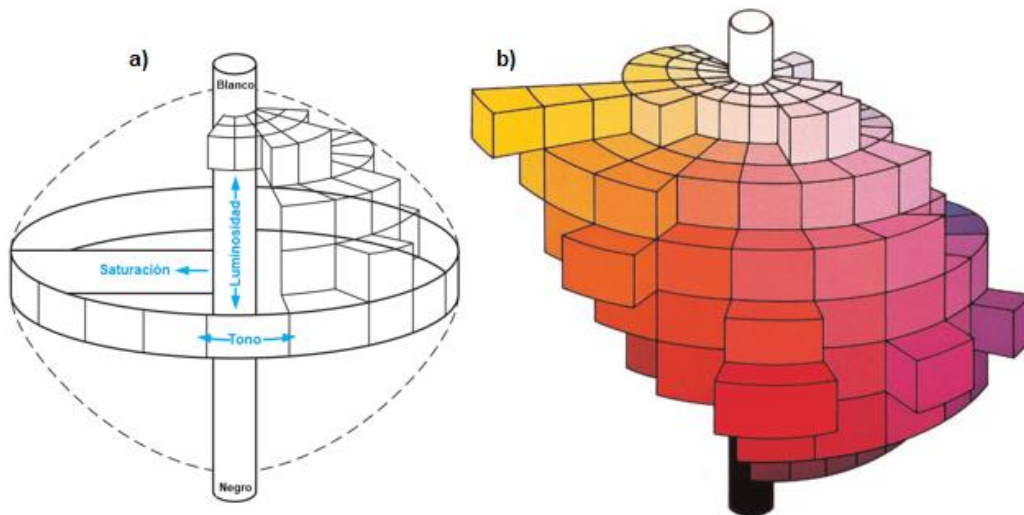 a)
b)
Blanco
Luminosidad
Saturación
Tono
Negro